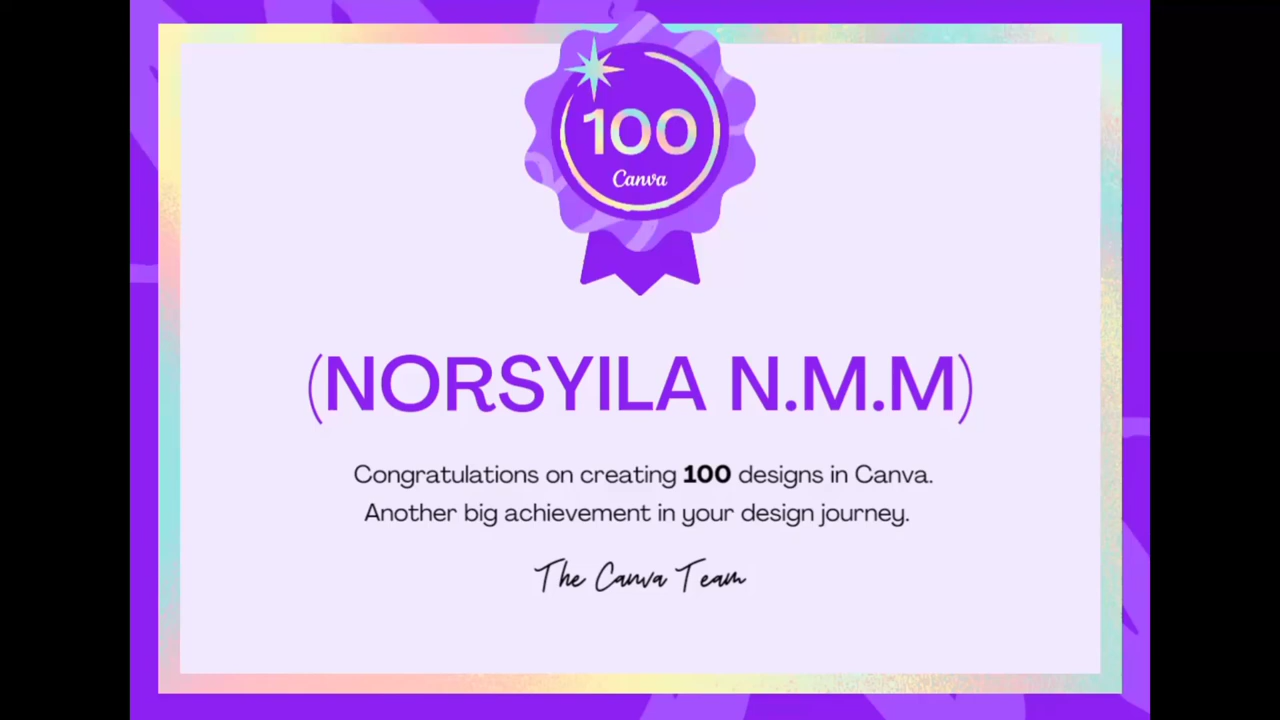 100
Canva
(NORSYILA N.M.M)
Congratulations on creating 100 designs in Canva.
Another big achievement in your design journey.
The Canva Team